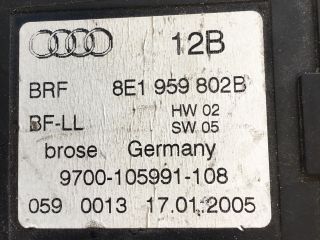 12B
BRF 8E1 959 802B
BF-LL HW 02
SW 05
brose Germany
9700-105991-108
059 0013 17.01.2005